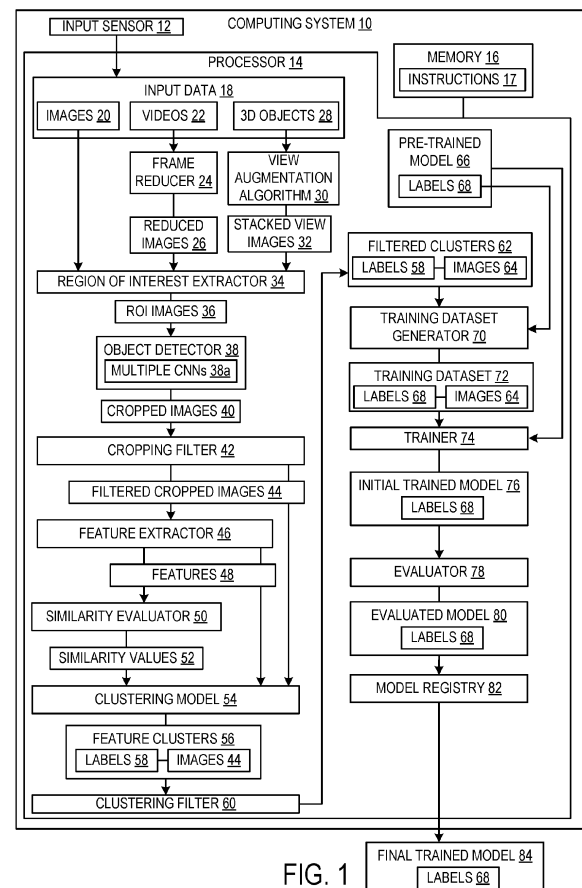 COMPUTING SYSTEM 10
INPUT SENSOR 12
PROCESSOR 14
MEMORY 16
INSTRUCTIONS 17
INPUT DATA 18
IMAGES 20
VIDEOS 22
3D OBJECTS 28
FRAME
REDUCER 24
VIEW
AUGMENTATION
ALGORITHM 30
REDUCED
IMAGES 26
STACKED VIEW
IMAGES 32
REGION OF INTEREST EXTRACTOR 34
ROI IMAGES 36
OBJECT DETECTOR 38
MULTIPLE CNNs 38a
CROPPED IMAGES 40
CROPPING FILTER 42
FILTERED CROPPED IMAGES 44
FEATURE EXTRACTOR 46
FEATURES 48
SIMILARITY EVALUATOR 50
SIMILARITY VALUES 52
CLUSTERING MODEL 54
FEATURE CLUSTERS 56
LABELS 58
IMAGES 44
CLUSTERING FILTER 60
PRE-TRAINED
MODEL 66
LABELS 68
FILTERED CLUSTERS 62
LABELS 58
IMAGES 64
TRAINING DATASET
GENERATOR 70
TRAINING DATASET 72
LABELS 68
IMAGES 64
TRAINER 74
INITIAL TRAINED MODEL 76
LABELS 68
EVALUATOR 78
EVALUATED MODEL 80
LABELS 68
MODEL REGISTRY 82
FINAL TRAINED MODEL 84
LABELS 68
FIG. 1